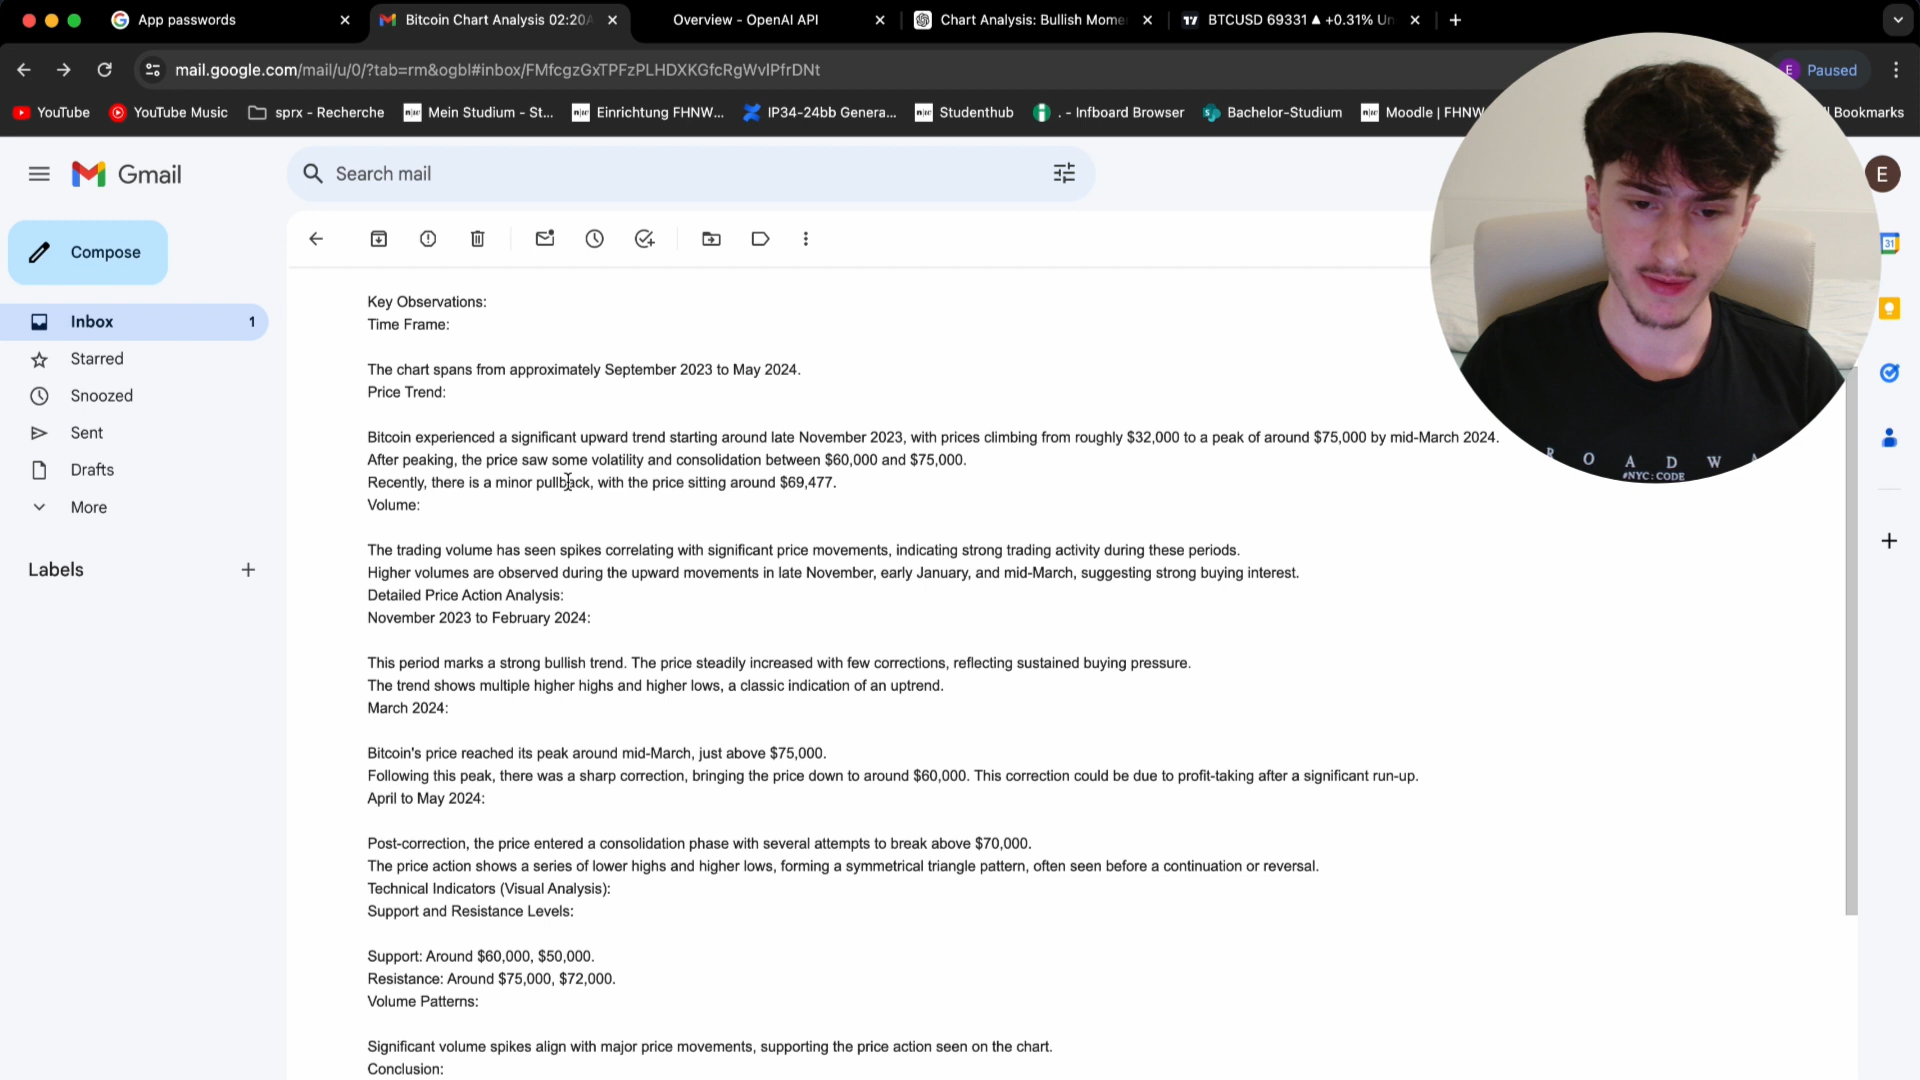 App passwords
Bitcoin Chart Analysis 02:20A
Overview - OpenAI API
Chart Analysis: Bullish Mome
BTCUSD 69331 ▲ +0.31% Un
mail.google.com/mail/u/0/?tab=rm&ogbl#inbox/FMfcgzGxTPFzPLHDXKGfcRgWvIPfrDNt
E Paused
YouTube
YouTube Music
sprx - Recherche
Mein Studium - St...
Einrichtung FHNW...
IP34-24bb Genera...
Studenthub
. - Infboard Browser
Bachelor-Studium
Moodle | FHNW
Bookmarks
Gmail
Search mail
E
Compose
Inbox 1
Starred
Snoozed
Sent
Drafts
More
Labels
31
Key Observations:
Time Frame:
The chart spans from approximately September 2023 to May 2024.
Price Trend:
Bitcoin experienced a significant upward trend starting around late November 2023, with prices climbing from roughly $32,000 to a peak of around $75,000 by mid-March 2024.
After peaking, the price saw some volatility and consolidation between $60,000 and $75,000.
Recently, there is a minor pullback, with the price sitting around $69,477.
Volume:
The trading volume has seen spikes correlating with significant price movements, indicating strong trading activity during these periods.
Higher volumes are observed during the upward movements in late November, early January, and mid-March, suggesting strong buying interest.
Detailed Price Action Analysis:
November 2023 to February 2024:
This period marks a strong bullish trend. The price steadily increased with few corrections, reflecting sustained buying pressure.
The trend shows multiple higher highs and higher lows, a classic indication of an uptrend.
March 2024:
Bitcoin's price reached its peak around mid-March, just above $75,000.
Following this peak, there was a sharp correction, bringing the price down to around $60,000. This correction could be due to profit-taking after a significant run-up.
April to May 2024:
Post-correction, the price entered a consolidation phase with several attempts to break above $70,000.
The price action shows a series of lower highs and higher lows, forming a symmetrical triangle pattern, often seen before a continuation or reversal.
Technical Indicators (Visual Analysis):
Support and Resistance Levels:
Support: Around $60,000, $50,000.
Resistance: Around $75,000, $72,000.
Volume Patterns:
Significant volume spikes align with major price movements, supporting the price action seen on the chart.
Conclusion:
R O A D W A
#NYC:CODE